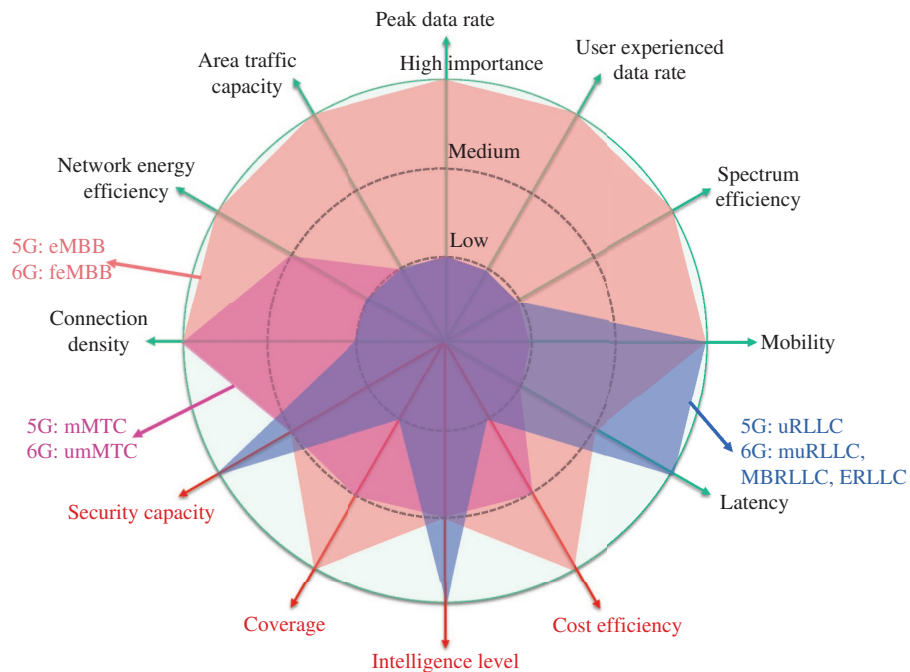 Peak data rate
High importance
User experienced
data rate
Area traffic
capacity
Medium
Network energy
efficiency
Spectrum
efficiency
Low
5G: eMBB
6G: feMBB
Connection
density
Mobility
5G: mMTC
6G: umMTC
5G: uRLLC
6G: muRLLC,
MBRLLC, ERLLC
Security capacity
Latency
Coverage
Cost efficiency
Intelligence level